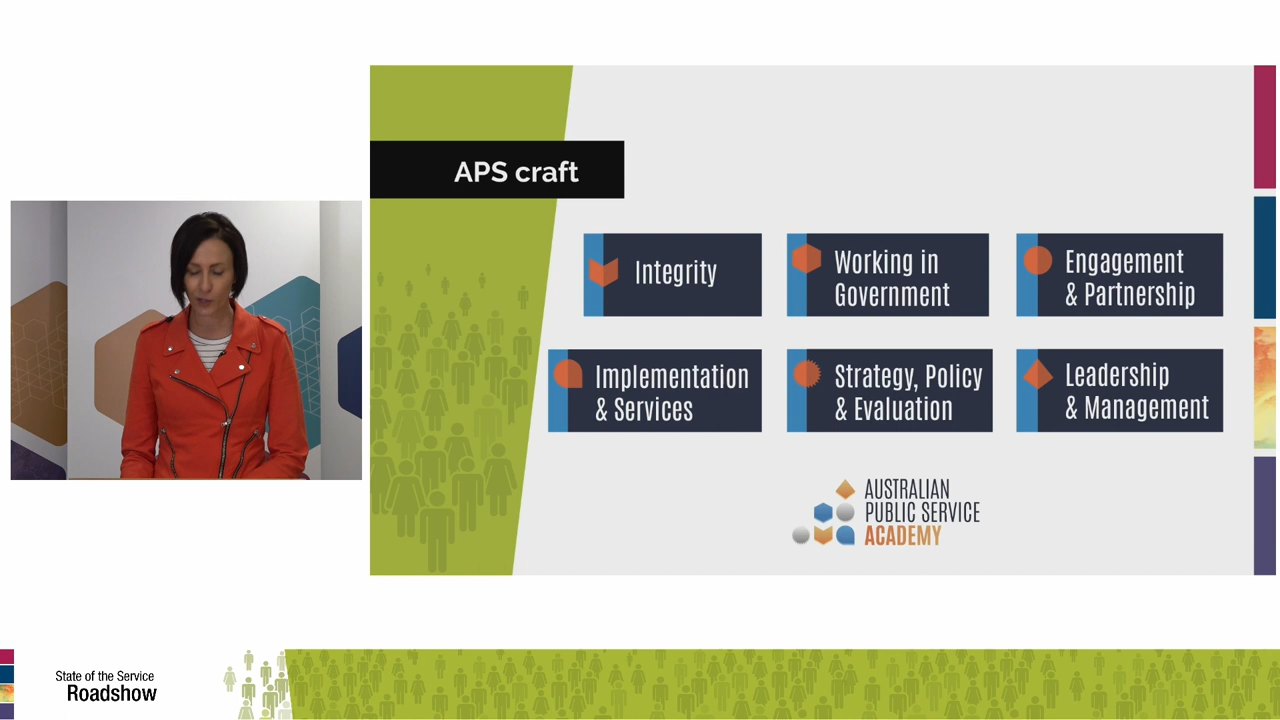 APS craft
Integrity
Working in
Government
Engagement
& Partnership
Implementation
& Services
Strategy, Policy
& Evaluation
Leadership
& Management
AUSTRALIAN
PUBLIC SERVICE
ACADEMY
State of the Service
Roadshow